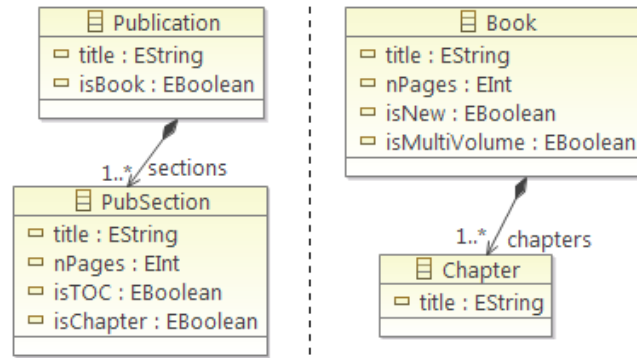 Publication
title : EString
isBook : EBoolean
1..* sections
PubSection
title : EString
nPages : EInt
isTOC : EBoolean
isChapter : EBoolean
Book
title : EString
nPages : EInt
isNew : EBoolean
isMultiVolume : EBoolean
1..* chapters
Chapter
title : EString